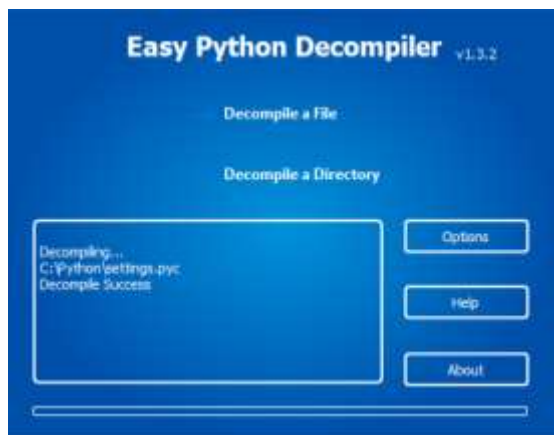 Easy Python Decompiler v1.3.2
Decompile a File
Decompile a Directory
Decompiling...
C:\Python\settings.pyc
Decompile Success
Options
Help
About